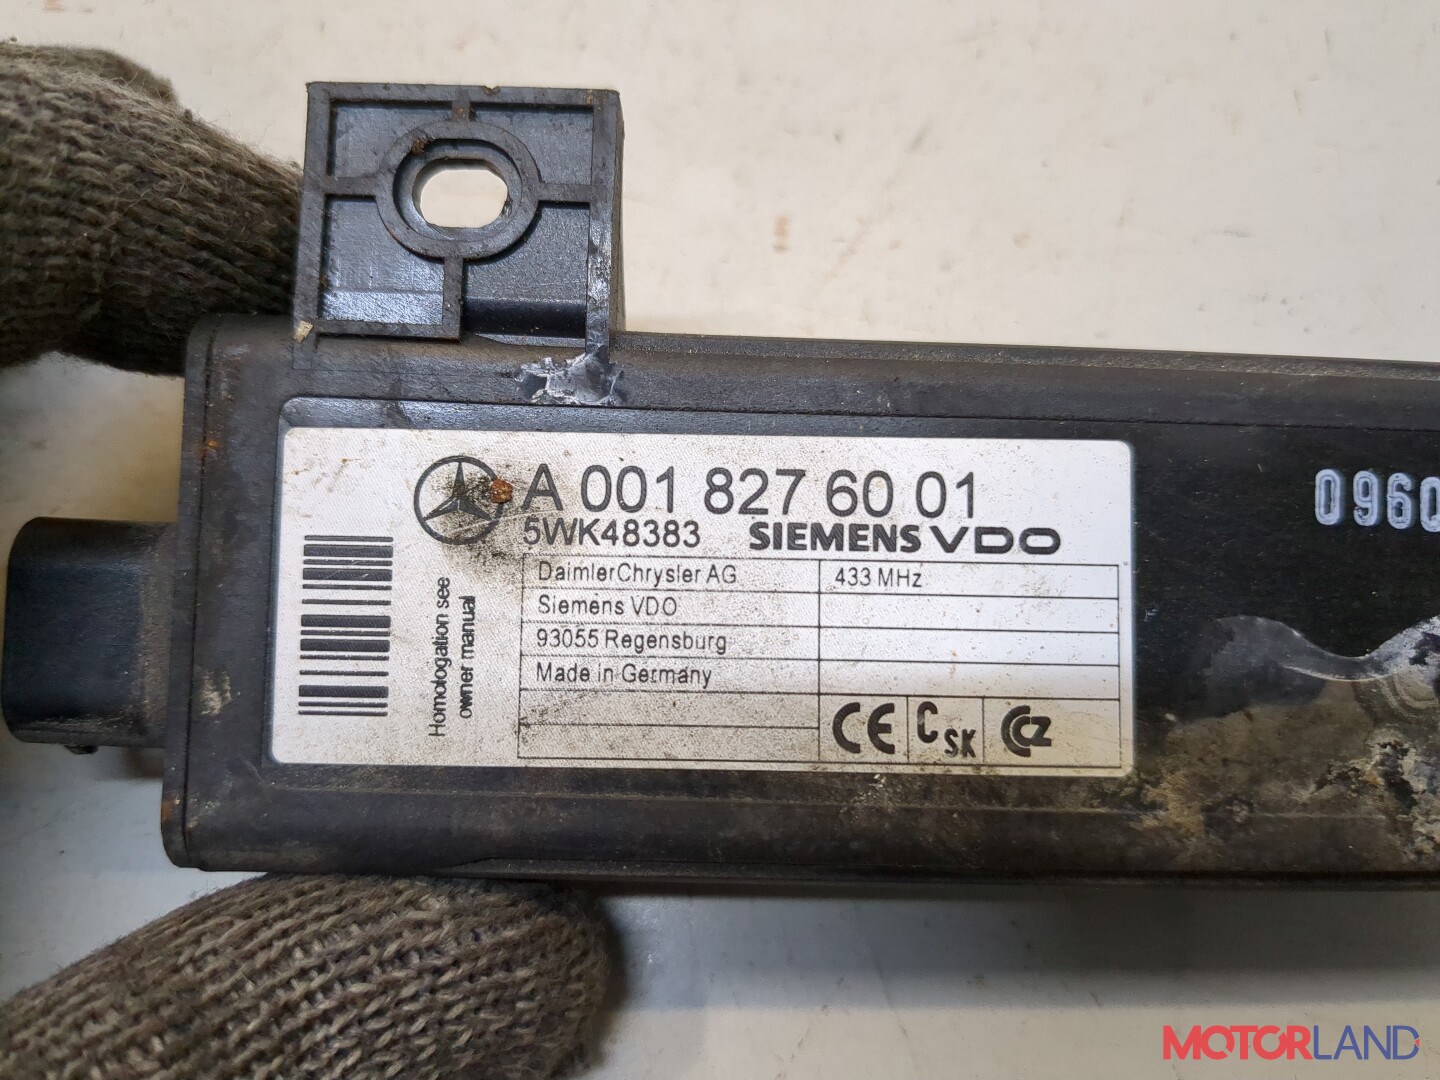 A 001 827 60 01
5WK48383 SIEMENS VDO
DaimlerChrysler AG 433 MHz
Siemens VDO
93055 Regensburg
Made in Germany
Homologation see
owner manual
CE CSK CZ
0960
MOTORLAND